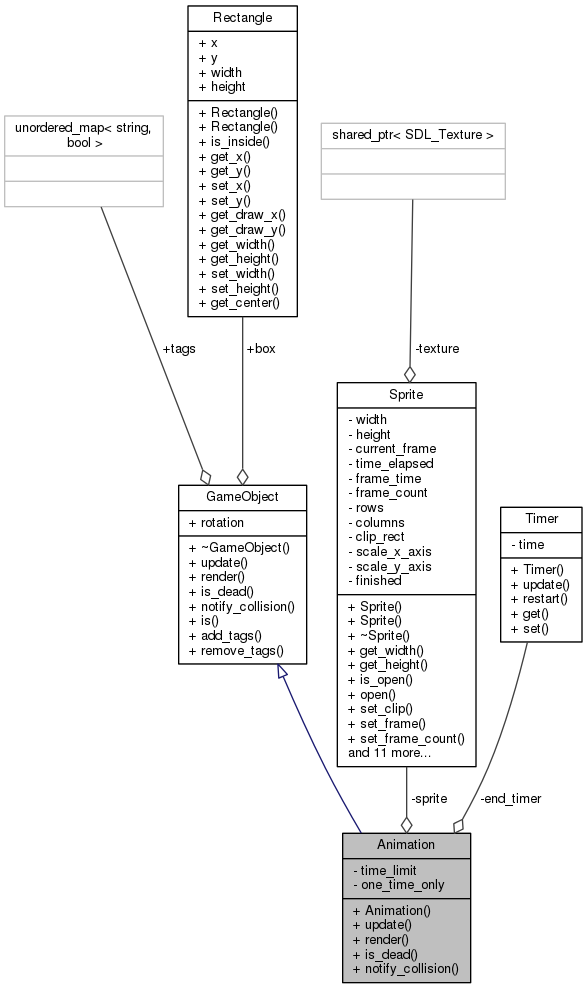 Rectangle
+ x
+ y
+ width
+ height
+ Rectangle()
+ Rectangle()
+ is_inside()
+ get_x()
+ get_y()
+ set_x()
+ set_y()
+ get_draw_x()
+ get_draw_y()
+ get_width()
+ get_height()
+ set_width()
+ set_height()
+ get_center()
unordered_map< string,
bool >
shared_ptr< SDL_Texture >
+tags
+box
-texture
Sprite
- width
- height
- current_frame
- time_elapsed
- frame_time
- frame_count
- rows
- columns
- clip_rect
- scale_x_axis
- scale_y_axis
- finished
+ Sprite()
+ Sprite()
+ ~Sprite()
+ get_width()
+ get_height()
+ is_open()
+ open()
+ set_clip()
+ set_frame()
+ set_frame_count()
and 11 more...
GameObject
+ rotation
+ ~GameObject()
+ update()
+ render()
+ is_dead()
+ notify_collision()
+ is()
+ add_tags()
+ remove_tags()
Timer
- time
+ Timer()
+ update()
+ restart()
+ get()
+ set()
-sprite
-end_timer
Animation
- time_limit
- one_time_only
+ Animation()
+ update()
+ render()
+ is_dead()
+ notify_collision()